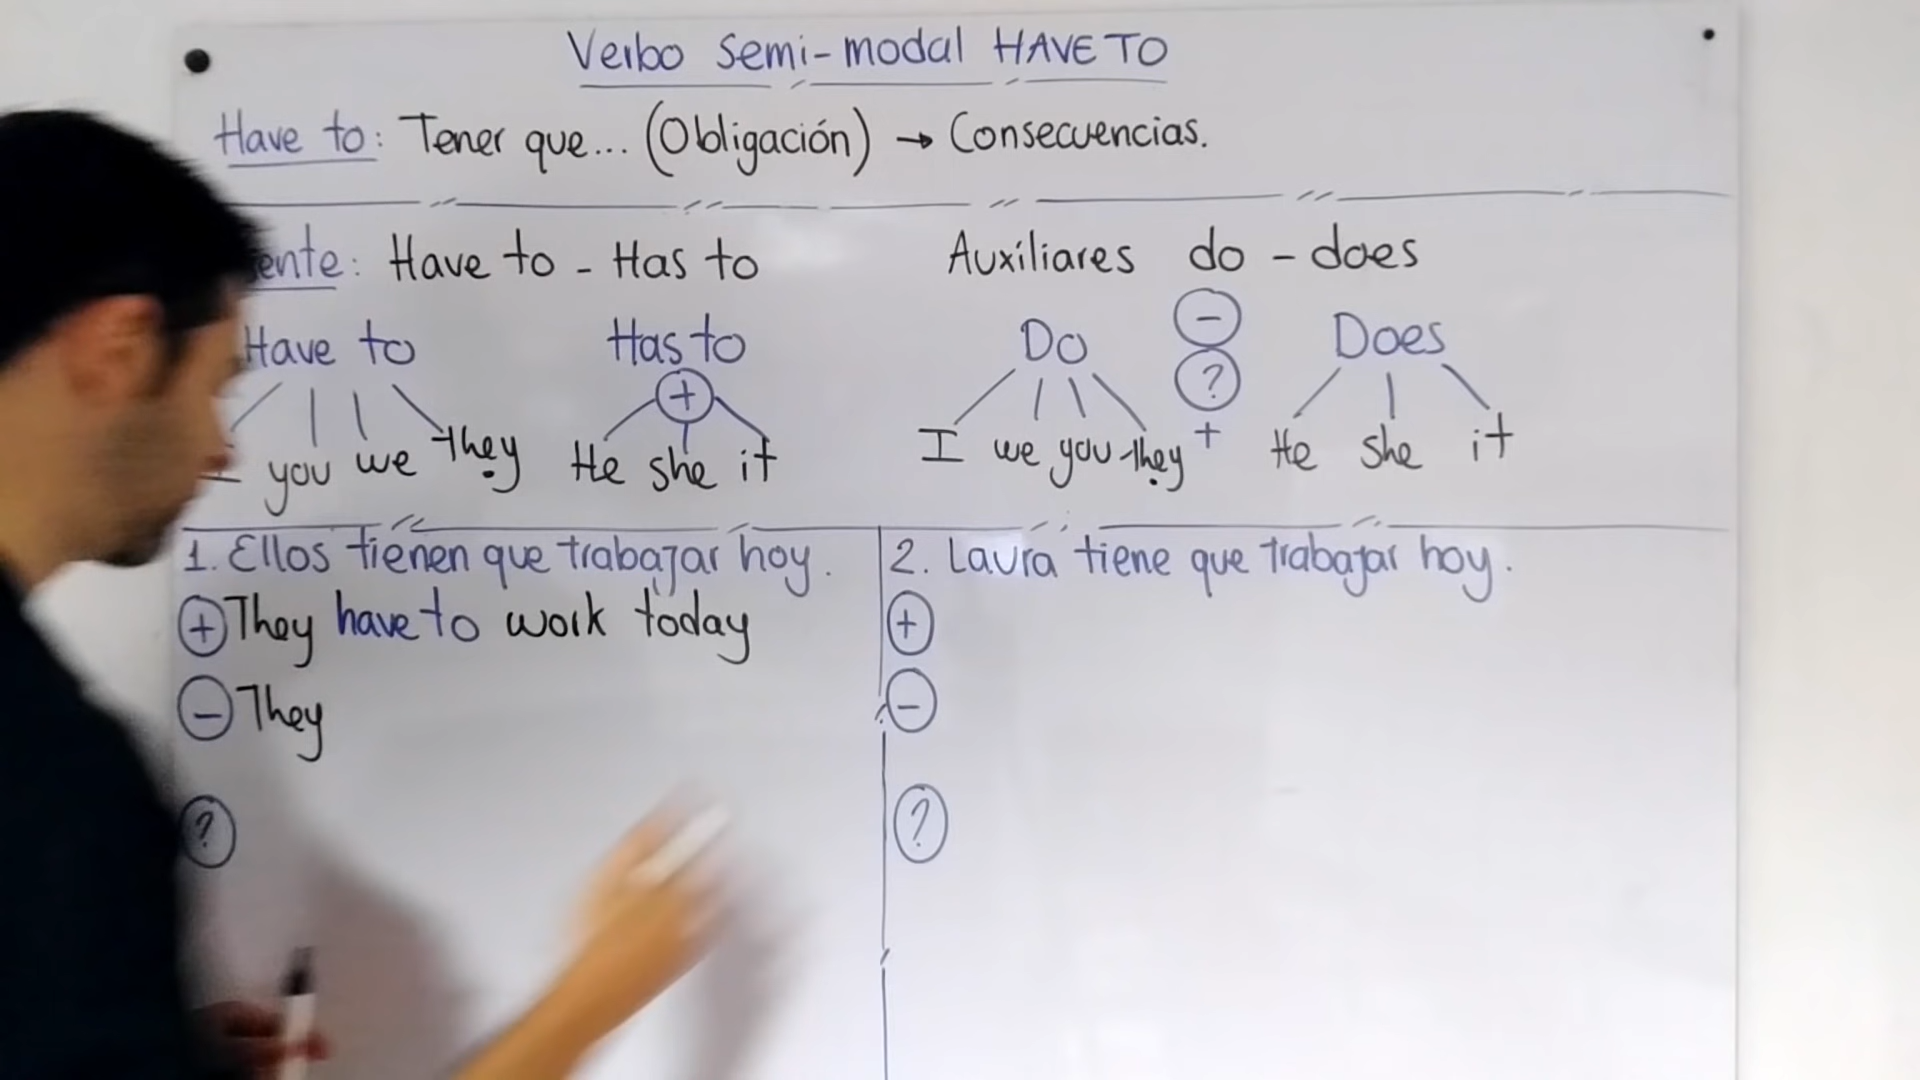 Verbo semi-modal HAVE TO
Have to: Tener que... (Obligación) → Consecuencias.
ente: Have to - Has to
Auxiliares do - does
Have to
Has to
Do
-
Does
+
?
I you we they
He she it
I we you they
+
He she it
1. Ellos tienen que trabajar hoy.
+ They have to work today
- They
?
2. Laura tiene que trabajar hoy.
+
-
?